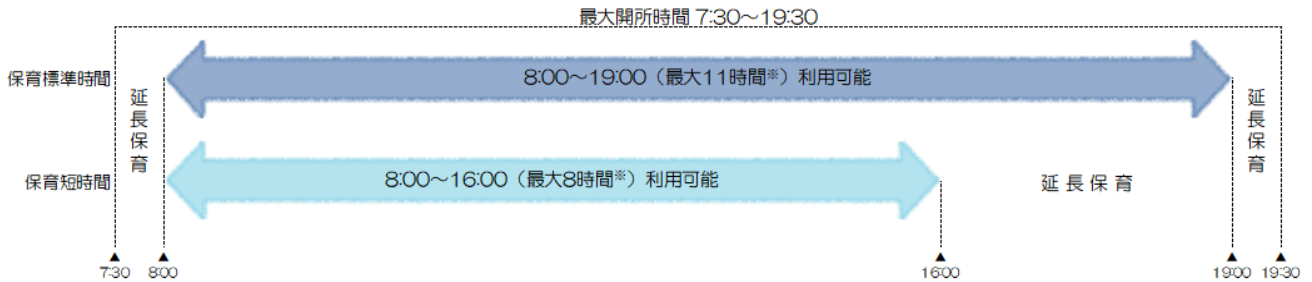 最大開所時間 7:30～19:30
保育標準時間
8:00～19:00（最大11時間※）利用可能
延長保育
延長保育
保育短時間
8:00～16:00（最大8時間※）利用可能
延長保育
7:30
8:00
16:00
19:00
19:30